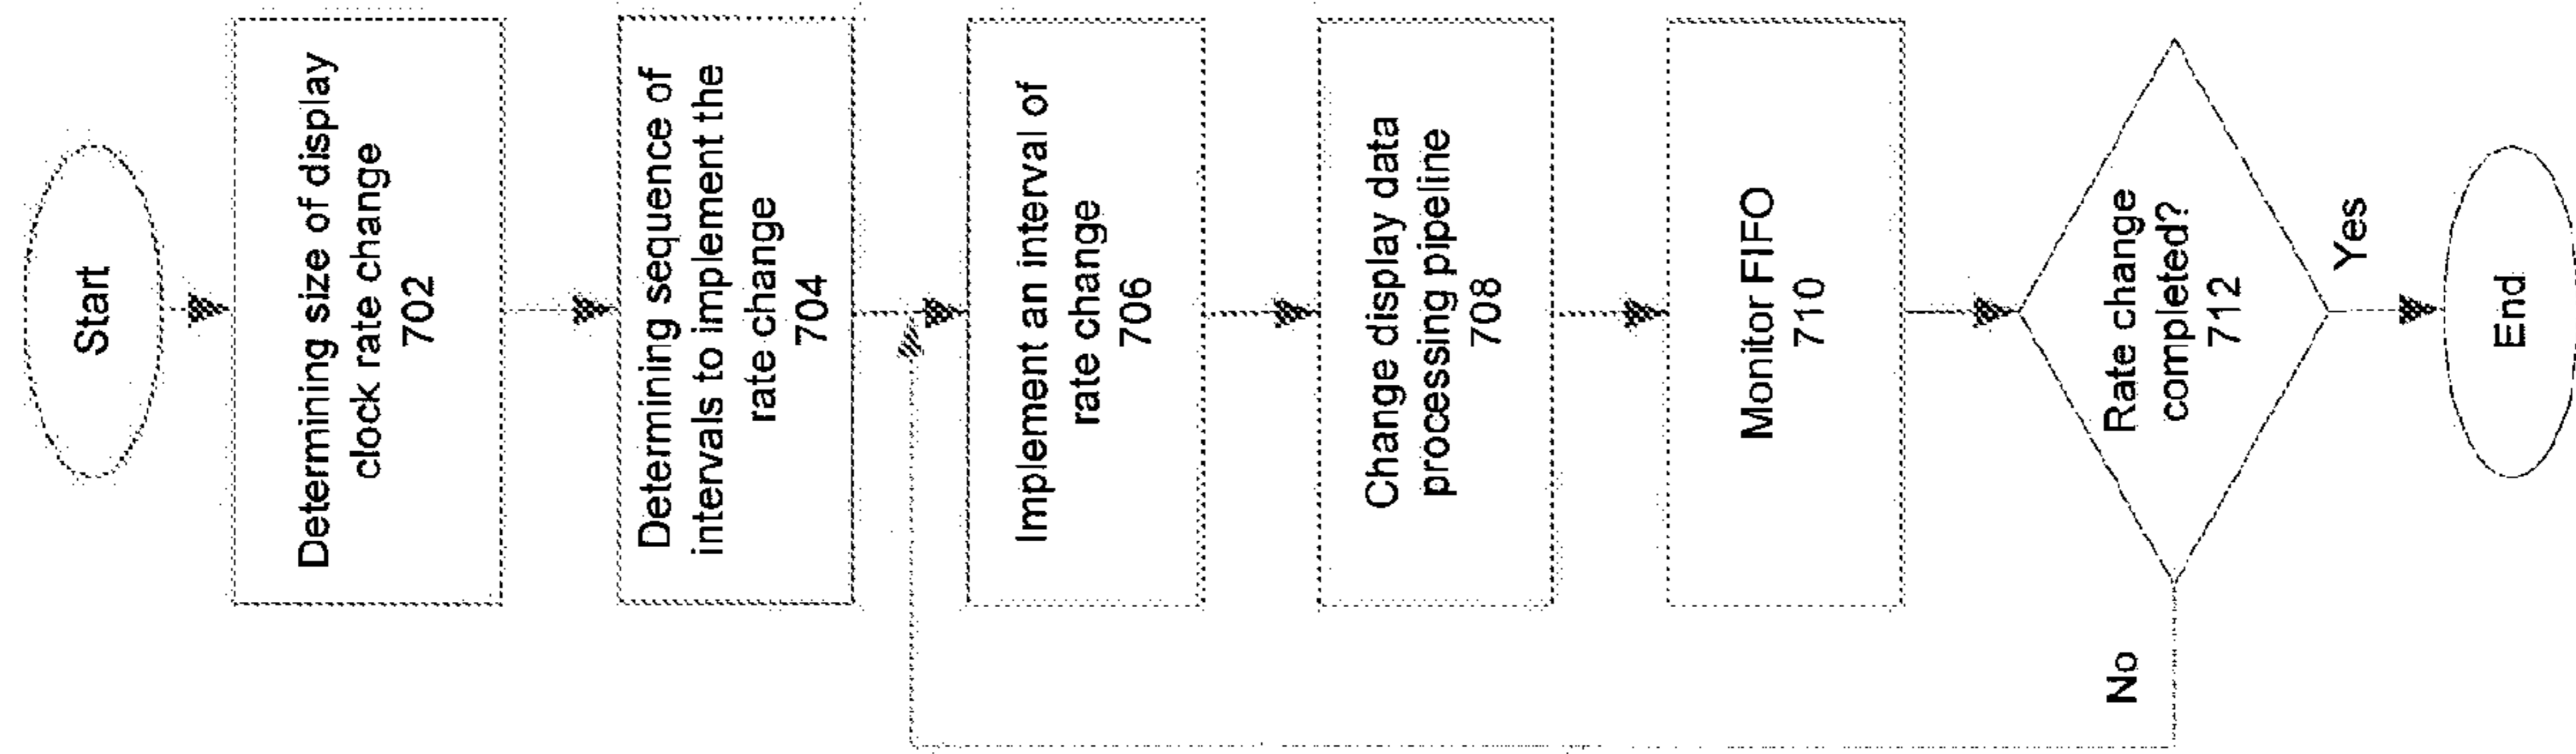 Start
Determining size of display
clock rate change
702
Determining sequence of
intervals to implement the
rate change
704
Implement an interval of
rate change
706
Change display data
processing pipeline
708
Monitor FIFO
710
Rate change
completed?
712
No
Yes
End